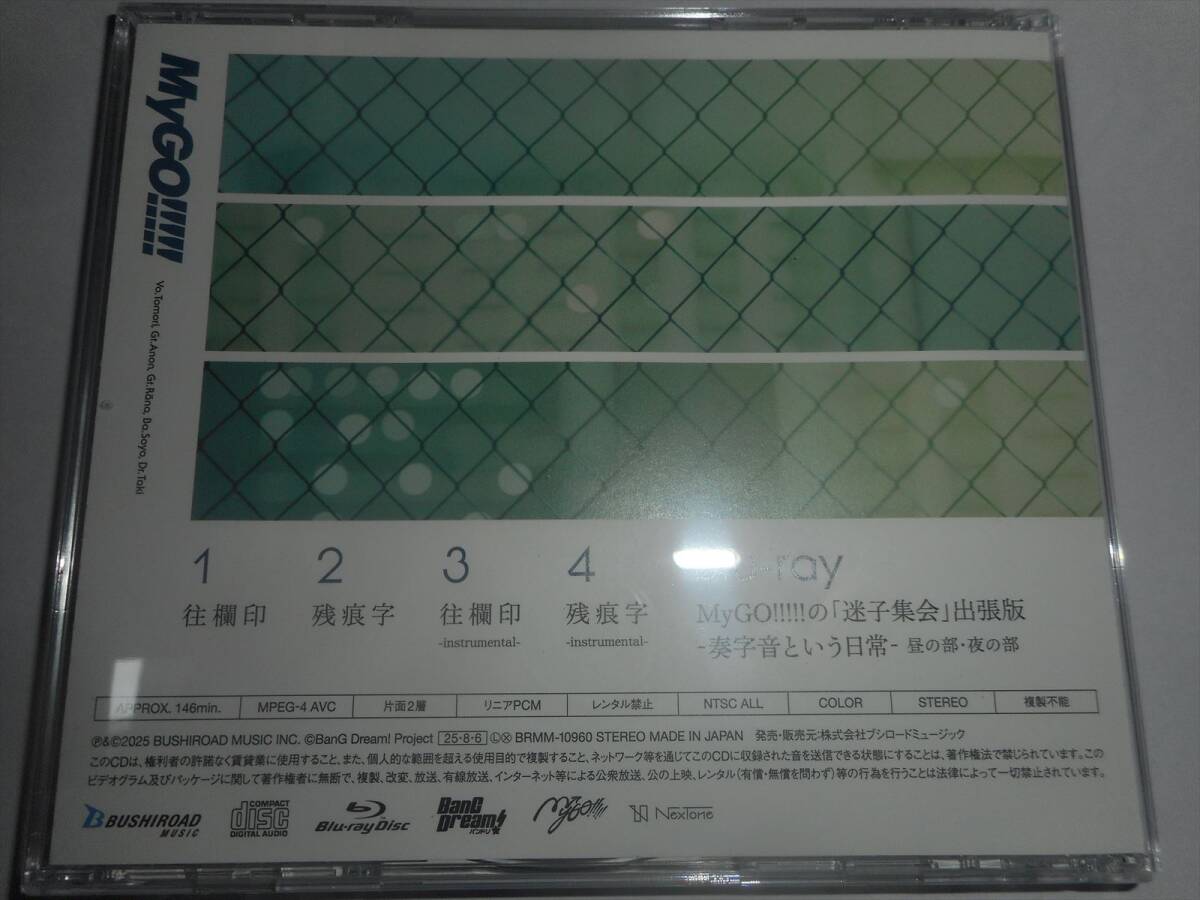 MyGO!!!!!
Vo.Tomori, Gt.Anon, Gt.Rāna, Ba.Soyo, Dr.Taki
1
往欄印
2
残痕字
3
往欄印
-instrumental-
4
残痕字
-instrumental-
MyGO!!!!!の「迷子集会」出張版
-奏字音という日常- 昼の部・夜の部
APPROX. 146min. MPEG-4 AVC 片面2層 リニアPCM レンタル禁止 NTSC ALL COLOR STEREO 複製不能
℗&©2025 BUSHIROAD MUSIC INC. ©BanG Dream! Project 25·8·6 Ⓛⓧ BRMM-10960 STEREO MADE IN JAPAN 発売・販売元:株式会社ブシロードミュージック
このCDは、権利者の許諾なく賃貸業に使用すること、また、個人的な範囲を超える使用目的で複製すること、ネットワーク等を通じてこのCDに収録された音を送信できる状態にすることは、著作権法で禁じられています。この
ビデオグラム及びパッケージに関して著作権者に無断で、複製、改変、放送、有線放送、インターネット等による公衆放送、公の上映、レンタル(有償・無償を問わず)等の行為を行うことは法律によって一切禁止されています。
BUSHIROAD MUSIC
COMPACT disc DIGITAL AUDIO
Blu-ray Disc
BanG Dream! バンドリ
MyGO!!!!!
NexTone